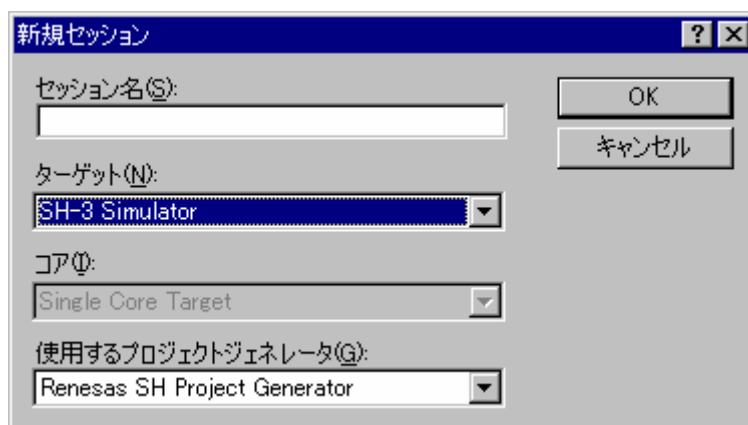 新規セッション
セッション名(S):
OK
キャンセル
ターゲット(N):
SH-3 Simulator
コア(I):
Single Core Target
使用するプロジェクトジェネレータ(G):
Renesas SH Project Generator